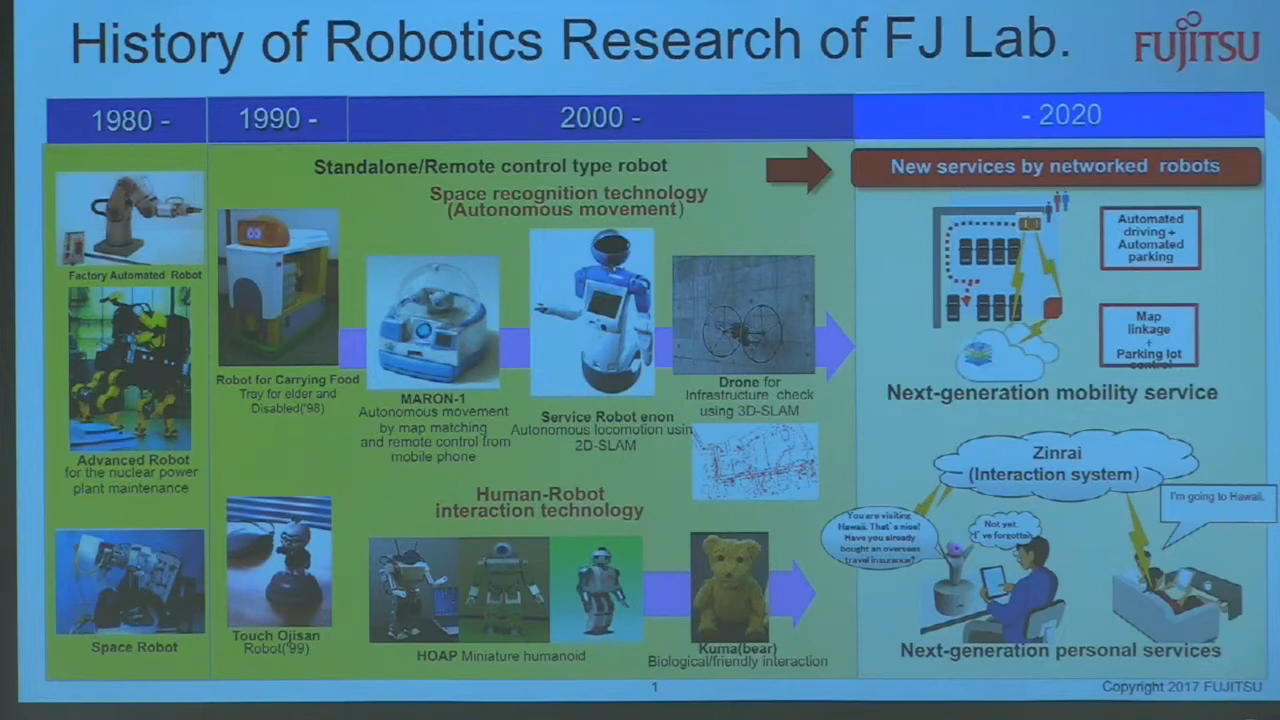 History of Robotics Research of FJ Lab.
FUJITSU
1980 -
1990 -
2000 -
- 2020
Standalone/Remote control type robot
Space recognition technology
(Autonomous movement)
New services by networked robots
Factory Automated Robot
Advanced Robot
for the nuclear power
plant maintenance
Space Robot
Robot for Carrying Food
Tray for elder and
Disabled('98)
MARON-1
Autonomous movement
by map matching
and remote control from
mobile phone
Service Robot enon
Autonomous locomotion usin
2D-SLAM
Drone for
Infrastructure check
using 3D-SLAM
Human-Robot
interaction technology
Touch Ojisan
Robot('99)
HOAP Miniature humanoid
Kuma(bear)
Biological/friendly interaction
Automated
driving +
Automated
parking
Map
linkage
+
Parking lot
control
Next-generation mobility service
Zinrai
(Interaction system)
I'm going to Hawaii.
You are visiting
Hawaii. That's nice!
Have you already
bought an overseas
travel insurance?
Not yet.
I've forgotten
Next-generation personal services
1
Copyright 2017 FUJITSU